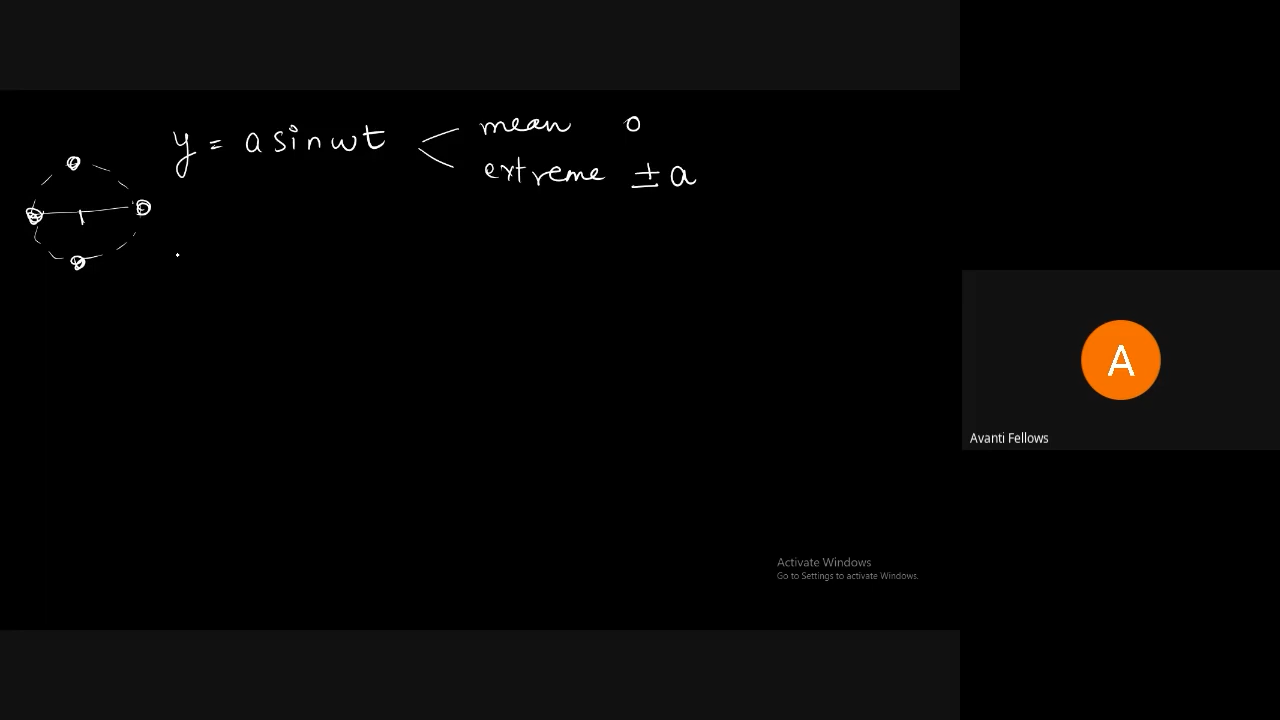 y = a sin ωt < mean 0
extreme ± a
A
Avanti Fellows
Activate Windows
Go to Settings to activate Windows.